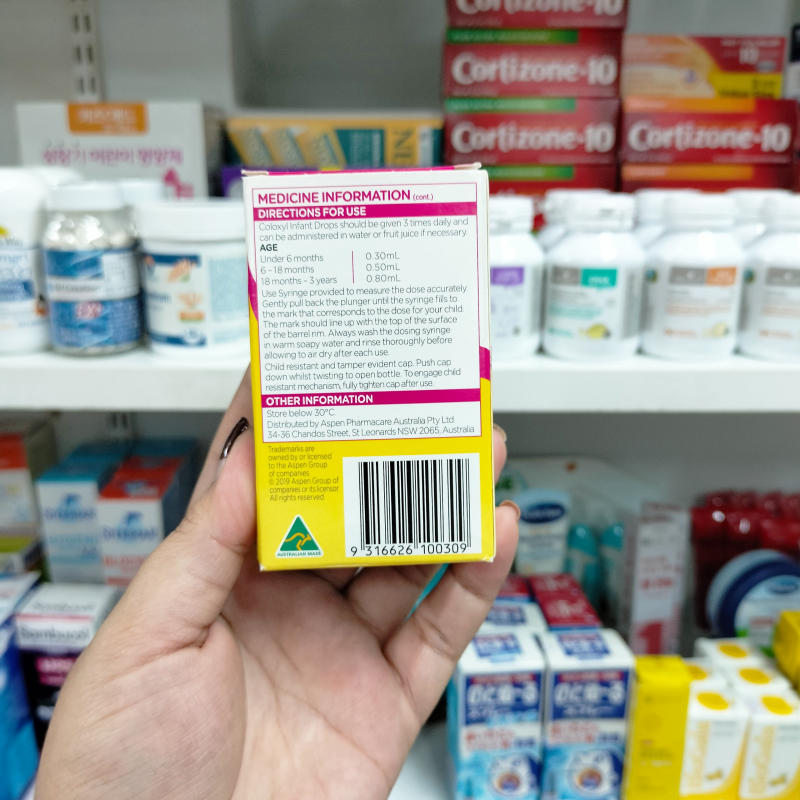 Cortizone-10
Cortizone-10
Cortizone-10
Cortizone-10
MEDICINE INFORMATION (cont.)
DIRECTIONS FOR USE
Coloxyl Infant Drops should be given 3 times daily and
can be administered in water or fruit juice if necessary.
AGE
Under 6 months 0.30mL
6 - 18 months 0.50mL
18 months - 3 years 0.80mL
Use Syringe provided to measure the dose accurately.
Gently pull back the plunger until the syringe fills to
the mark that corresponds to the dose for your child.
The mark should line up with the top of the surface
of the barrel rim. Always wash the dosing syringe
in warm soapy water and rinse thoroughly before
allowing to air dry after each use.
Child resistant and tamper evident cap. Push cap
down whilst twisting to open bottle. To engage child
resistant mechanism, fully tighten cap after use.
OTHER INFORMATION
Store below 30°C
Distributed by Aspen Pharmacare Australia Pty Ltd
34-36 Chandos Street, St Leonards NSW 2065, Australia
Trademarks are
owned by or licensed
to the Aspen Group
of companies
© 2019 Aspen Group of
companies or its licensor.
All rights reserved
AUSTRALIAN MADE
9 316626 100309